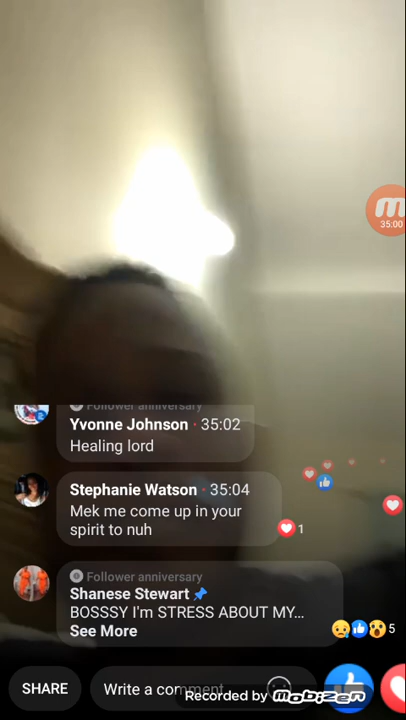 35:00
Follower anniversary
Yvonne Johnson · 35:02
Healing lord
Stephanie Watson · 35:04
Mek me come up in your
spirit to nuh
1
Follower anniversary
Shanese Stewart
BOSSSY I'm STRESS ABOUT MY...
See More
5
SHARE
Write a comment
Recorded by mobizen